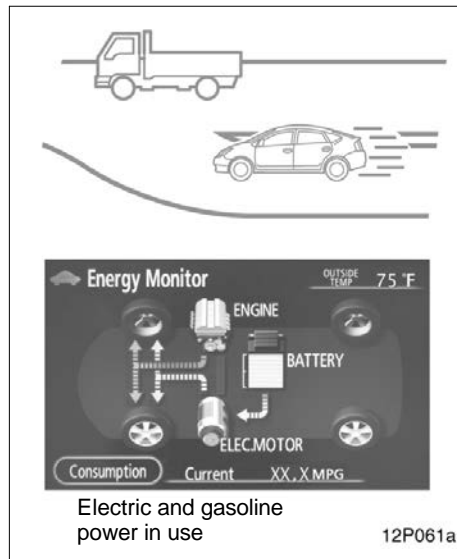 Energy Monitor
OUTSIDE TEMP 75 °F
ENGINE
BATTERY
ELEC.MOTOR
Consumption
Current XX.X MPG
Electric and gasoline
power in use
12P061a